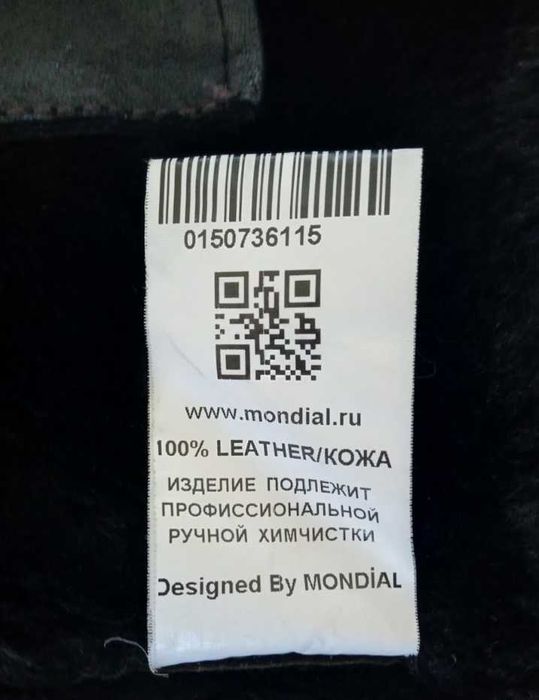 0150736115
www.mondial.ru
100% LEATHER/КОЖА
ИЗДЕЛИЕ ПОДЛЕЖИТ
ПРОФИССИОНАЛЬНОЙ
РУЧНОЙ ХИМЧИСТКИ
Designed By MONDİAL